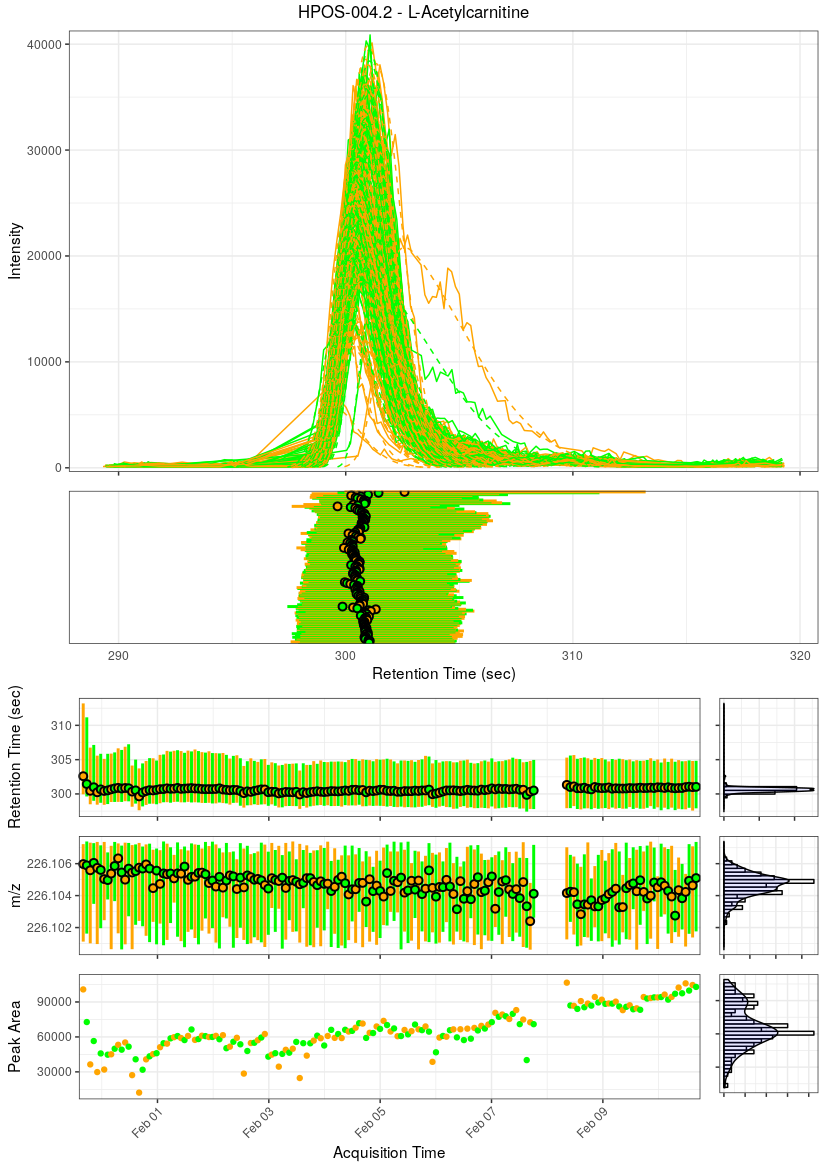 HPOS-004.2 - L-Acetylcarnitine
40000
30000
20000
10000
0
Intensity
290
300
310
320
Retention Time (sec)
310
305
300
Retention Time (sec)
226.106
226.104
226.102
m/z
90000
60000
30000
Peak Area
Feb 01
Feb 03
Feb 05
Feb 07
Feb 09
Acquisition Time